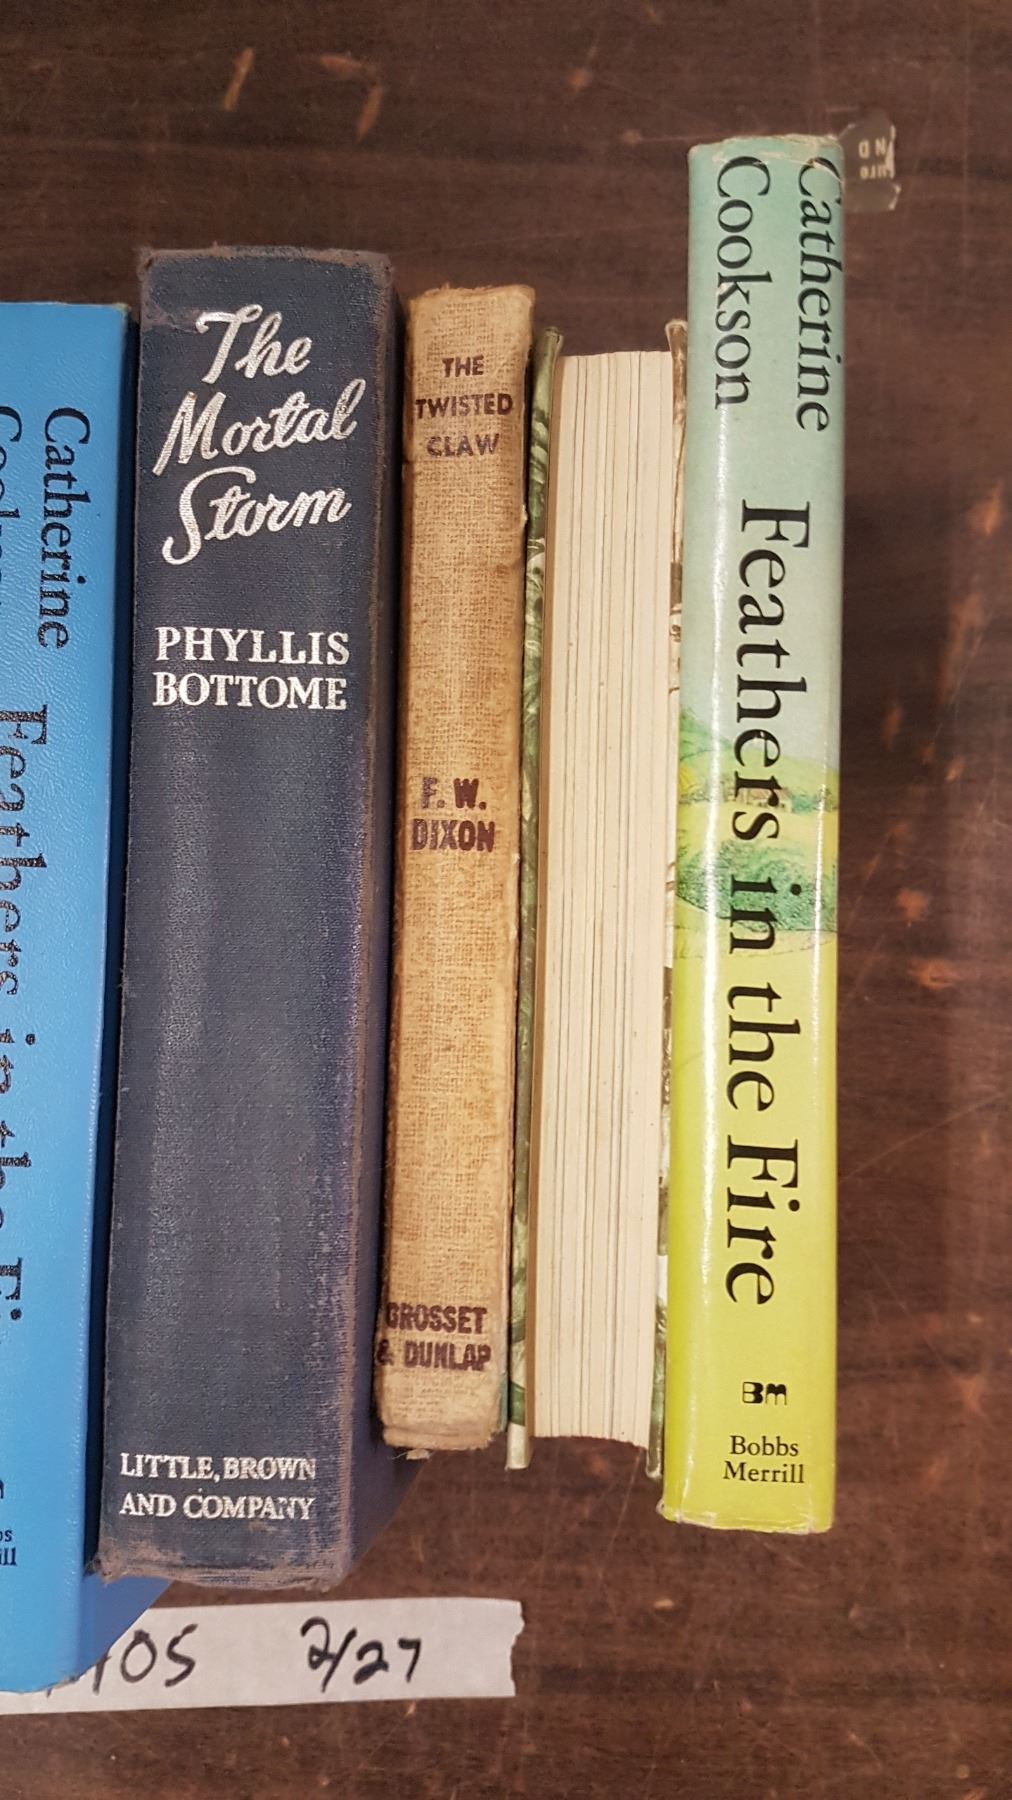 Catherine
Feathers in the Fi
The
Mortal
Storm
PHYLLIS
BOTTOME
LITTLE, BROWN
AND COMPANY
THE
TWISTED
CLAW
F. W.
DIXON
GROSSET
& DUNLAP
Catherine
Cookson
Feathers in the Fire
BM
Bobbs
Merrill
OS 2/27